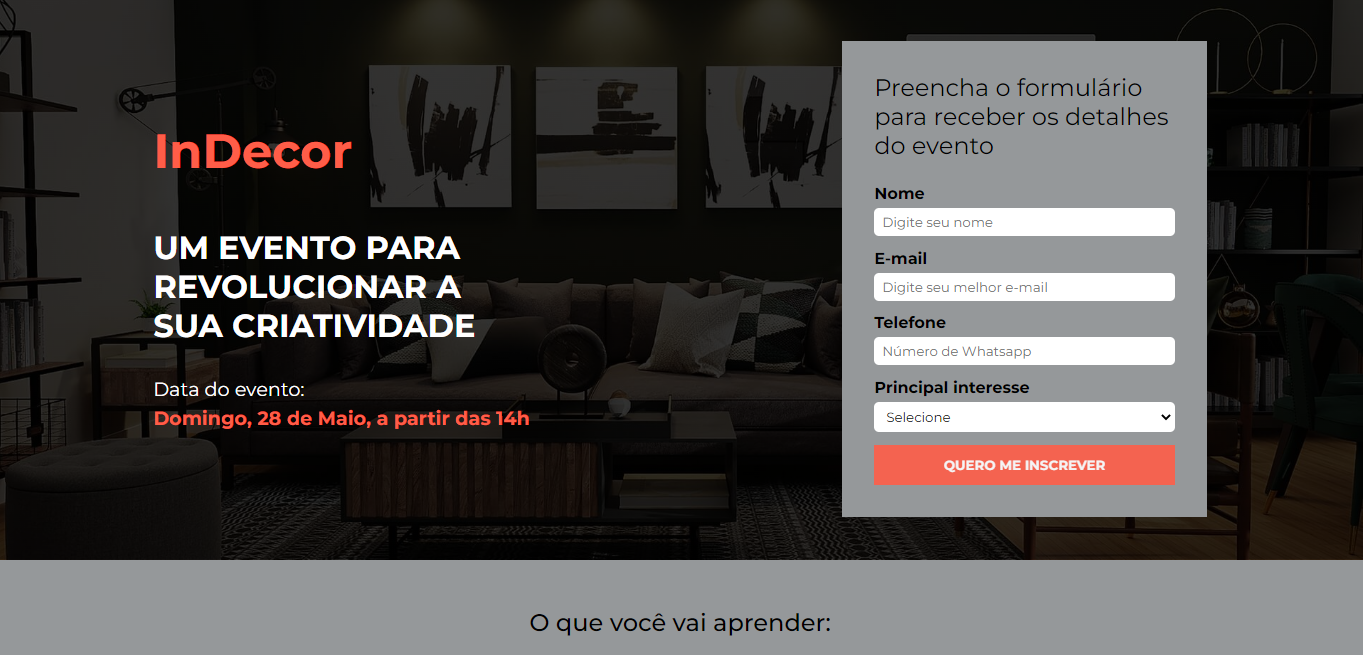 InDecor
UM EVENTO PARA
REVOLUCIONAR A
SUA CRIATIVIDADE
Data do evento:
Domingo, 28 de Maio, a partir das 14h
Preencha o formulário
para receber os detalhes
do evento
Nome
Digite seu nome
E-mail
Digite seu melhor e-mail
Telefone
Número de Whatsapp
Principal interesse
Selecione
QUERO ME INSCREVER
O que você vai aprender: